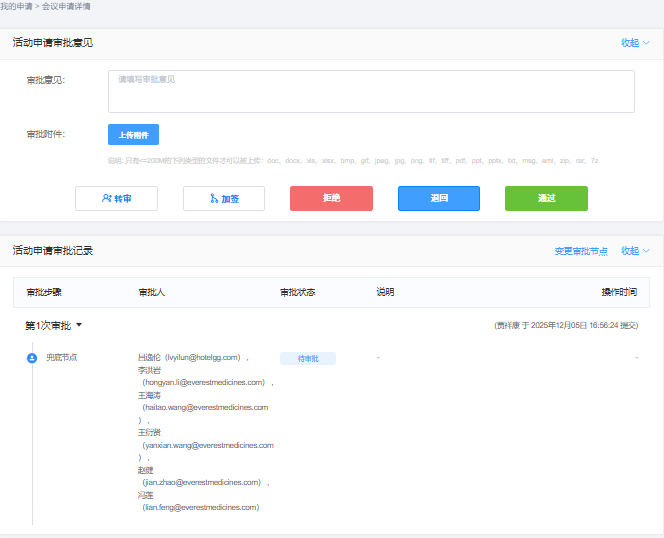 我的申请 > 会议申请详情
活动申请审批意见 收起
审批意见： 请填写审批意见
审批附件： 上传附件
说明: 只有<=200M的下列类型的文件才可以被上传：doc、docx、xls、xlsx、bmp、gif、jpeg、jpg、png、tif、tiff、pdf、ppt、pptx、txt、msg、eml、zip、rar、7z
转审 加签 拒绝 退回 通过
活动申请审批记录 变更审批节点 收起
审批步骤 审批人 审批状态 说明 操作时间
第1次审批 (贾祥康 于 2025年12月05日 16:56:24 提交)
兜底节点 吕逸伦（lvyilun@hotelgg.com）， 待审批 - -
李洪岩
（hongyan.li@everestmedicines.com），
王海涛
（haitao.wang@everestmedicines.com
），
王衍贤
（yanxian.wang@everestmedicines.com
），
赵健
（jian.zhao@everestmedicines.com），
冯莲
（lian.feng@everestmedicines.com）